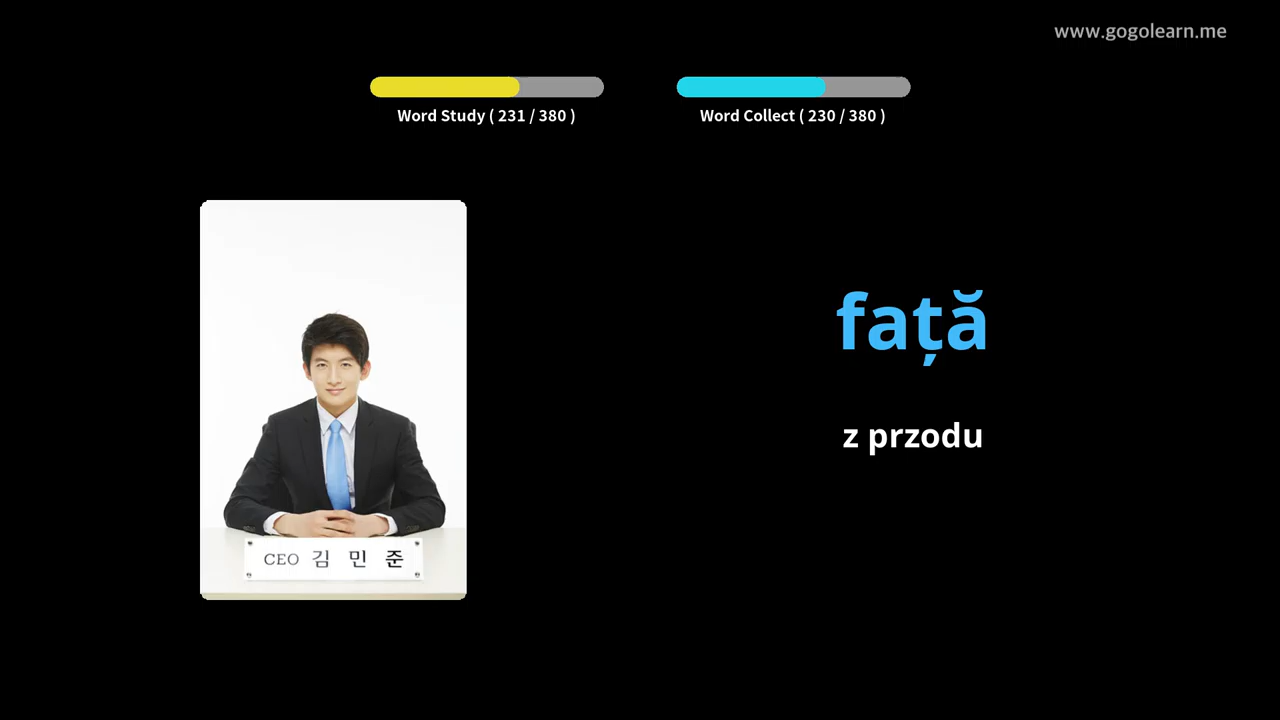 www.gogolearn.me
Word Study ( 231 / 380 )
Word Collect ( 230 / 380 )
față
z przodu
CEO 김 민 준